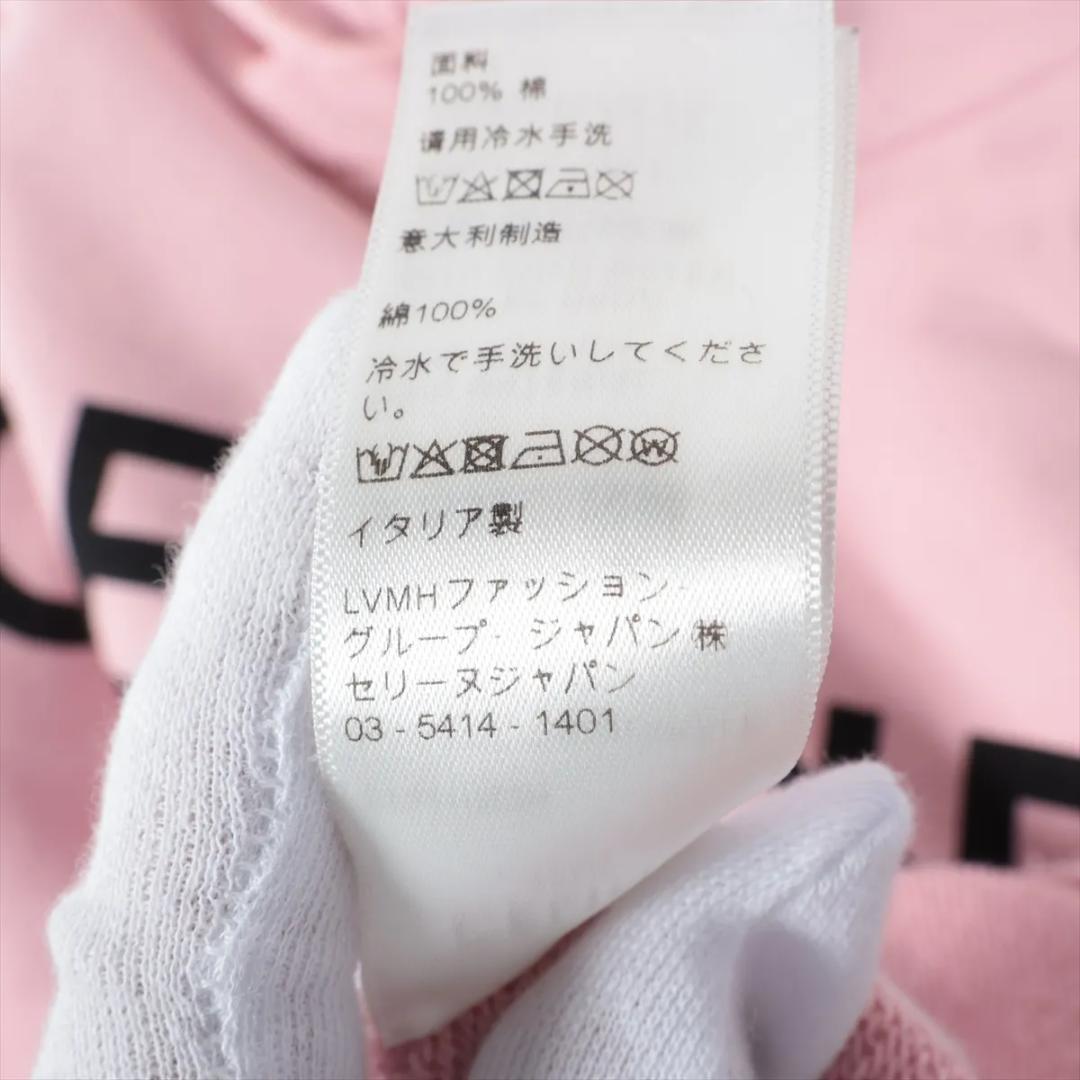 面料
100% 棉
请用冷水手洗
意大利制造
綿100%
冷水で手洗いしてくださ
い。
イタリア製
LVMHファッション・
グループ・ ジャパン 株
セリーヌジャパン
03 - 5414 - 1401